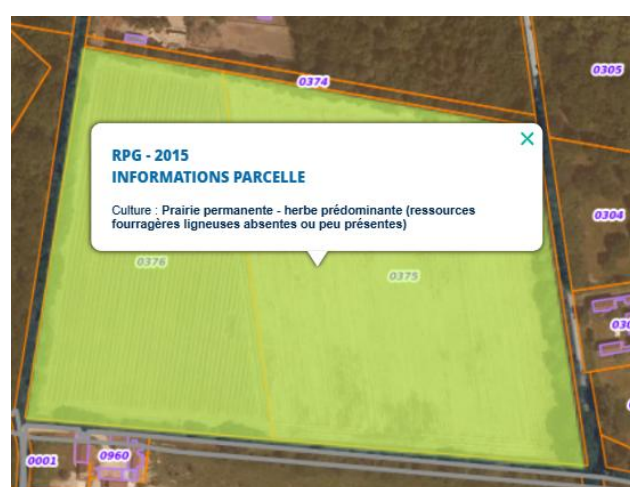 0374
0305
RPG - 2015
INFORMATIONS PARCELLE
Culture : Prairie permanente - herbe prédominante (ressources
fourragères ligneuses absentes ou peu présentes)
0304
0376
0375
0001
0960